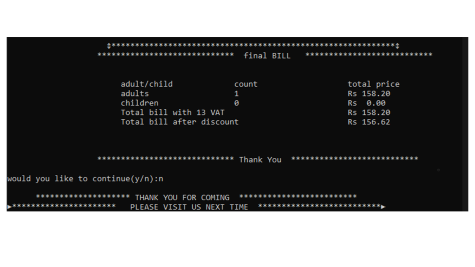 ‡************************************************************‡
***************************** final BILL ***************************
adult/child count total price
adults 1 Rs 158.20
children 0 Rs 0.00
Total bill with 13 VAT Rs 158.20
Total bill after discount Rs 156.62
***************************** Thank You ***************************
would you like to continue(y/n):n
******************** THANK YOU FOR COMING *************************
►********************** PLEASE VISIT US NEXT TIME **************************►